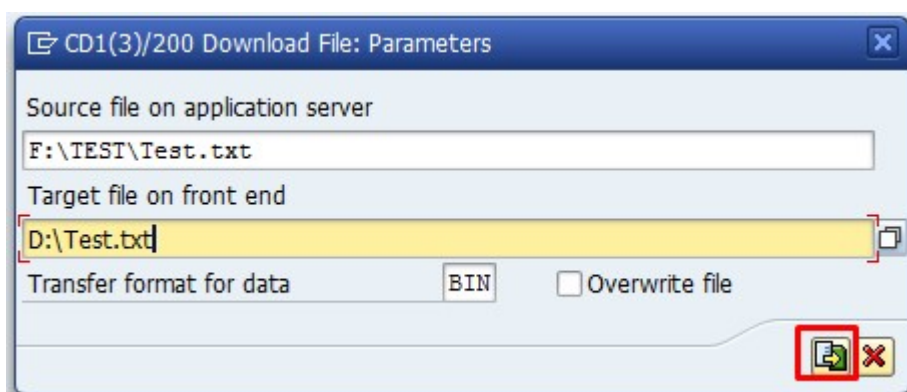 CD1(3)/200 Download File: Parameters
Source file on application server
F:\TEST\Test.txt
Target file on front end
D:\Test.txt
Transfer format for data BIN Overwrite file